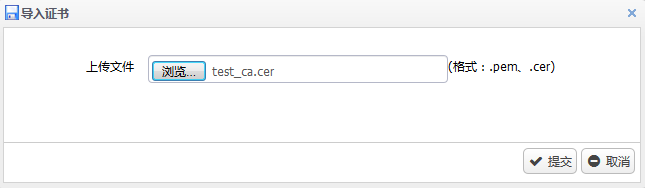 导入证书
上传文件 浏览... test_ca.cer (格式：.pem、.cer)
提交 取消